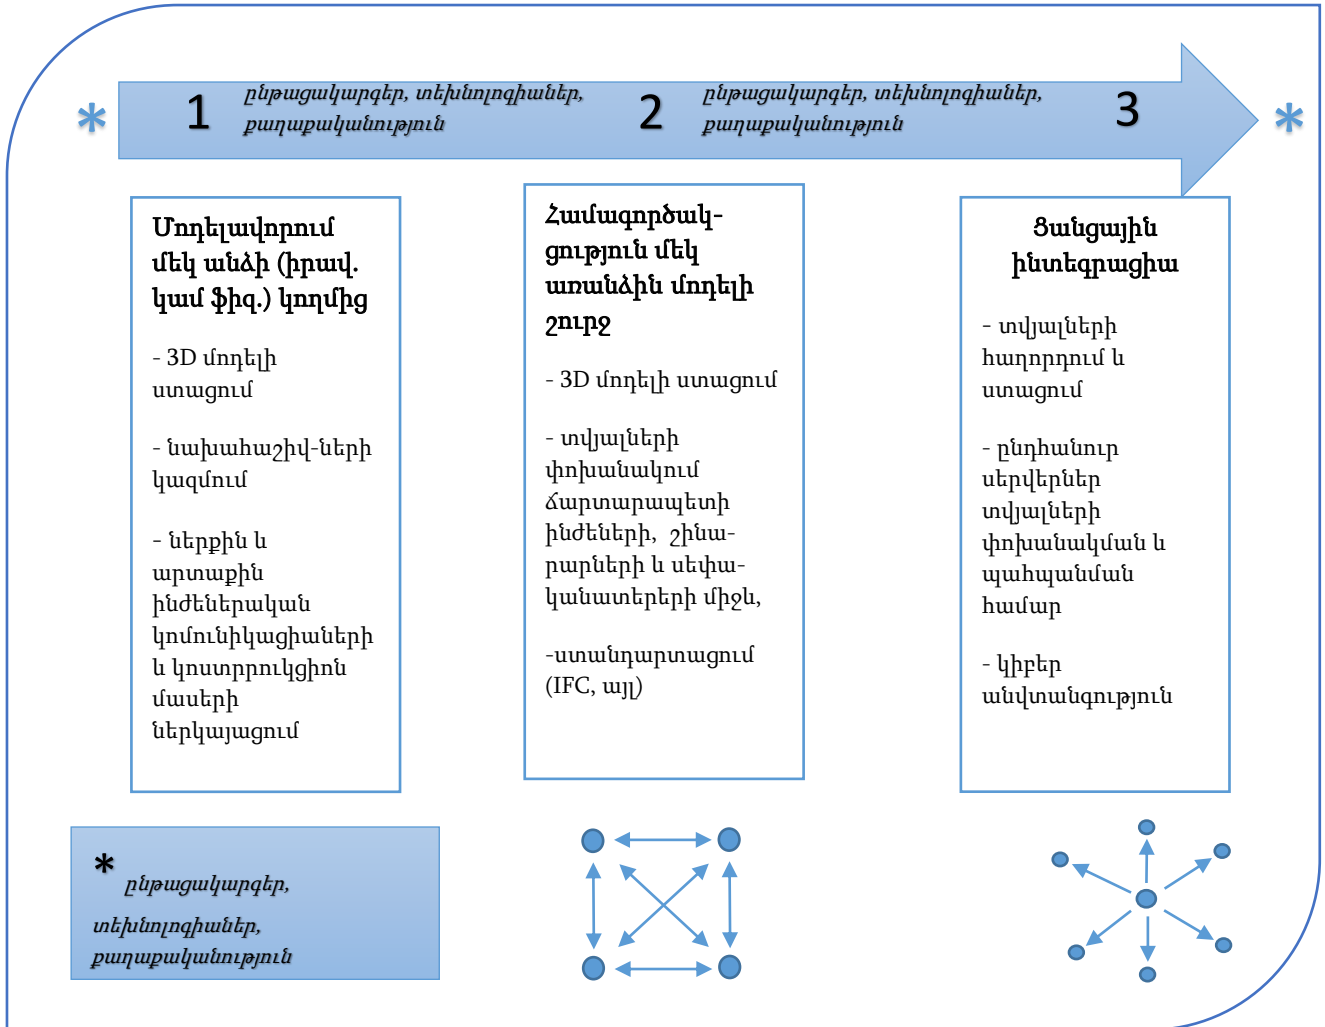 * 1 ընթացակարգեր, տեխնոլոգիաներ, 2 ընթացակարգեր, տեխնոլոգիաներ, 3 *
քաղաքականություն քաղաքականություն
Մոդելավորում
մեկ անձի (իրավ.
կամ ֆիզ.) կողմից
- 3D մոդելի
ստացում
- նախահաշիվ-ների
կազմում
- ներքին և
արտաքին
ինժեներական
կոմունիկացիաների
և կոստրրուկցիոն
մասերի
ներկայացում
Համագործակ-
ցություն մեկ
առանձին մոդելի
շուրջ
- 3D մոդելի ստացում
- տվյալների
փոխանակում
ճարտարապետի
ինժեների,  շինա-
րարների և սեփա-
կանատերերի միջև,
-ստանդարտացում
(IFC, այլ)
Ցանցային
ինտեգրացիա
- տվյալների
հաղորդում և
ստացում
- ընդհանուր
սերվերներ
տվյալների
փոխանակման և
պահպանման
համար
- կիբեր
անվտանգություն
* ընթացակարգեր,
տեխնոլոգիաներ,
քաղաքականություն